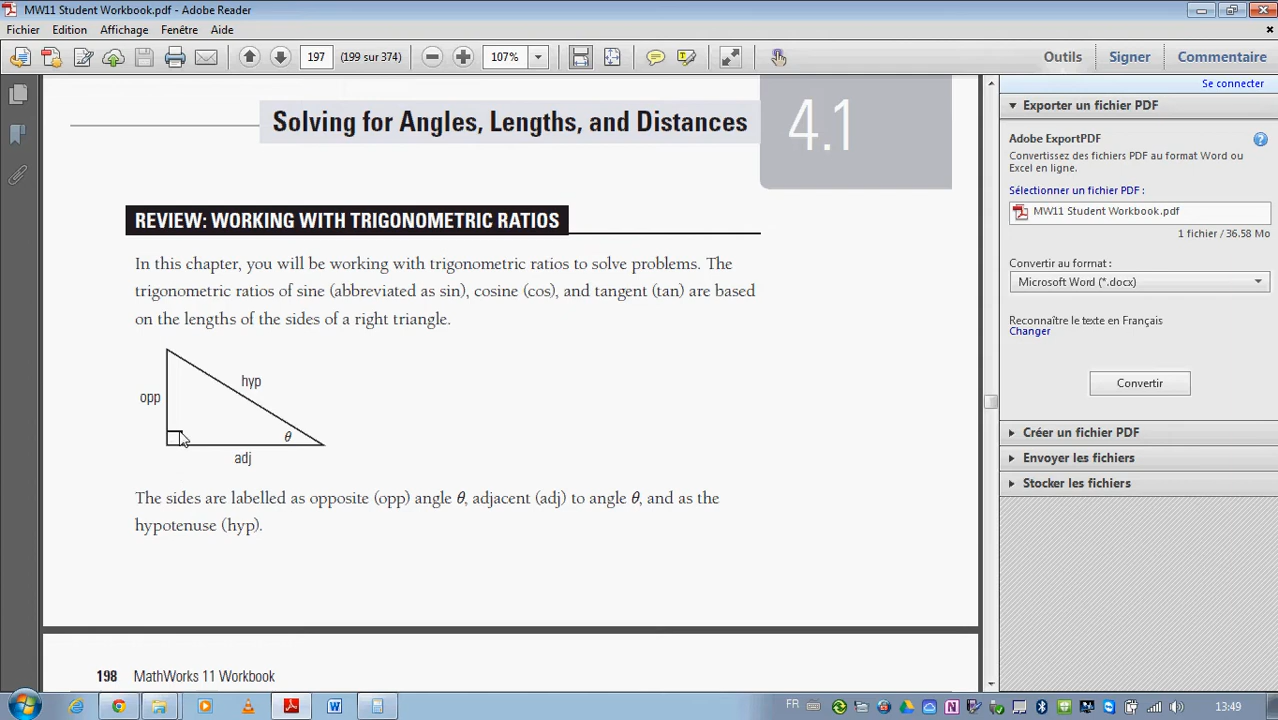 MW11 Student Workbook.pdf - Adobe Reader
Fichier Edition Affichage Fenêtre Aide
197 (199 sur 374) 107% Outils Signer Commentaire
Se connecter
Solving for Angles, Lengths, and Distances 4.1
REVIEW: WORKING WITH TRIGONOMETRIC RATIOS
In this chapter, you will be working with trigonometric ratios to solve problems. The
trigonometric ratios of sine (abbreviated as sin), cosine (cos), and tangent (tan) are based
on the lengths of the sides of a right triangle.
hyp
opp
θ
adj
The sides are labelled as opposite (opp) angle θ, adjacent (adj) to angle θ, and as the
hypotenuse (hyp).
198 MathWorks 11 Workbook
Exporter un fichier PDF
Adobe ExportPDF
Convertissez des fichiers PDF au format Word ou
Excel en ligne.
Sélectionner un fichier PDF :
MW11 Student Workbook.pdf
1 fichier / 36.58 Mo
Convertir au format :
Microsoft Word (*.docx)
Reconnaître le texte en Français
Changer
Convertir
Créer un fichier PDF
Envoyer les fichiers
Stocker les fichiers
FR 13:49